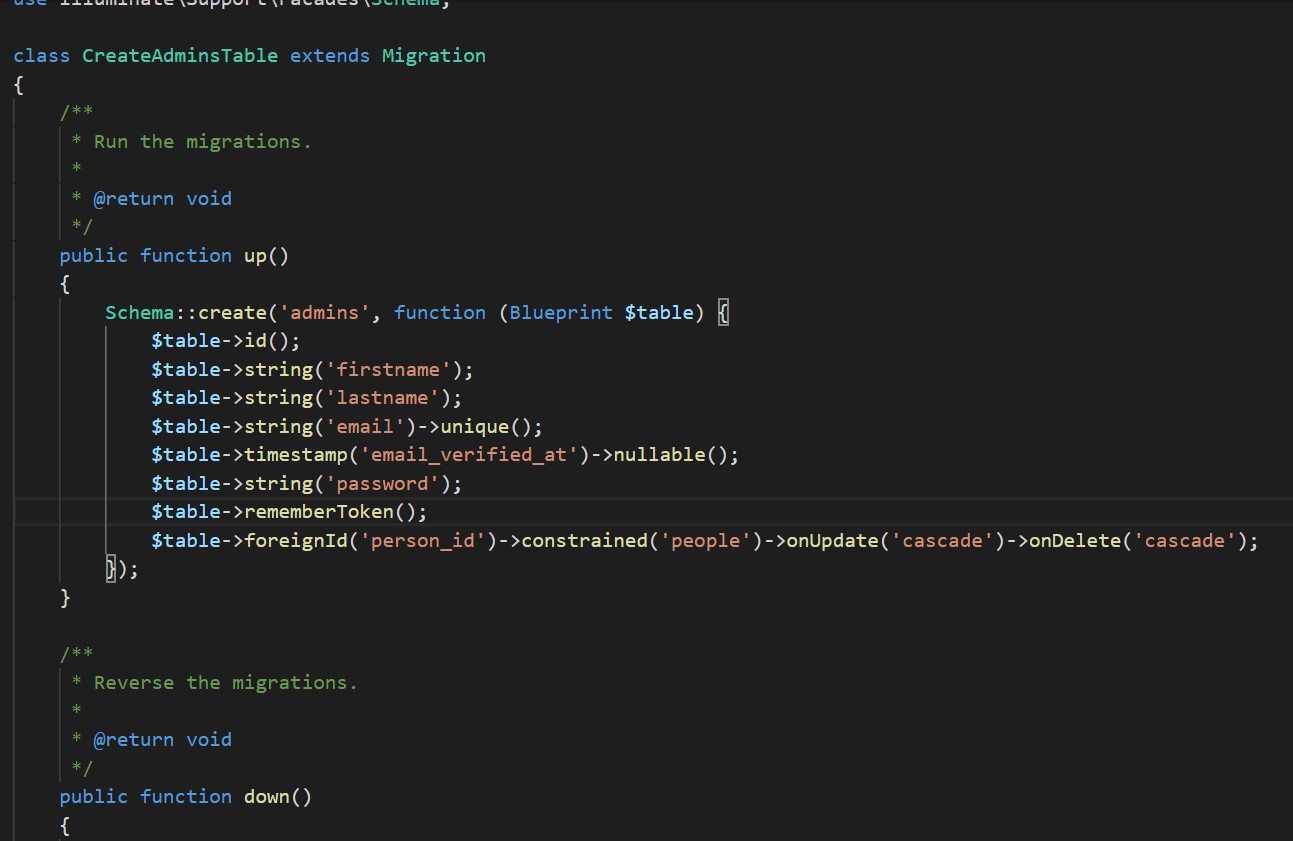 use Illuminate\Support\Facades\Schema;
class CreateAdminsTable extends Migration
{
/**
* Run the migrations.
*
* @return void
*/
public function up()
{
Schema::create('admins', function (Blueprint $table) {
$table->id();
$table->string('firstname');
$table->string('lastname');
$table->string('email')->unique();
$table->timestamp('email_verified_at')->nullable();
$table->string('password');
$table->rememberToken();
$table->foreignId('person_id')->constrained('people')->onUpdate('cascade')->onDelete('cascade');
});
}
/**
* Reverse the migrations.
*
* @return void
*/
public function down()
{